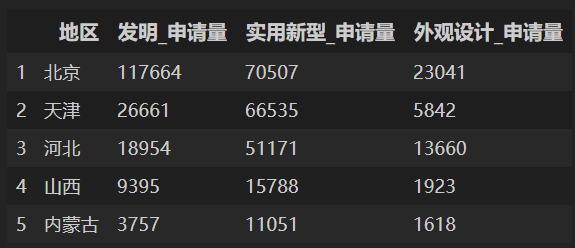 地区 发明_申请量 实用新型_申请量 外观设计_申请量
1 北京 117664 70507 23041
2 天津 26661 66535 5842
3 河北 18954 51171 13660
4 山西 9395 15788 1923
5 内蒙古 3757 11051 1618